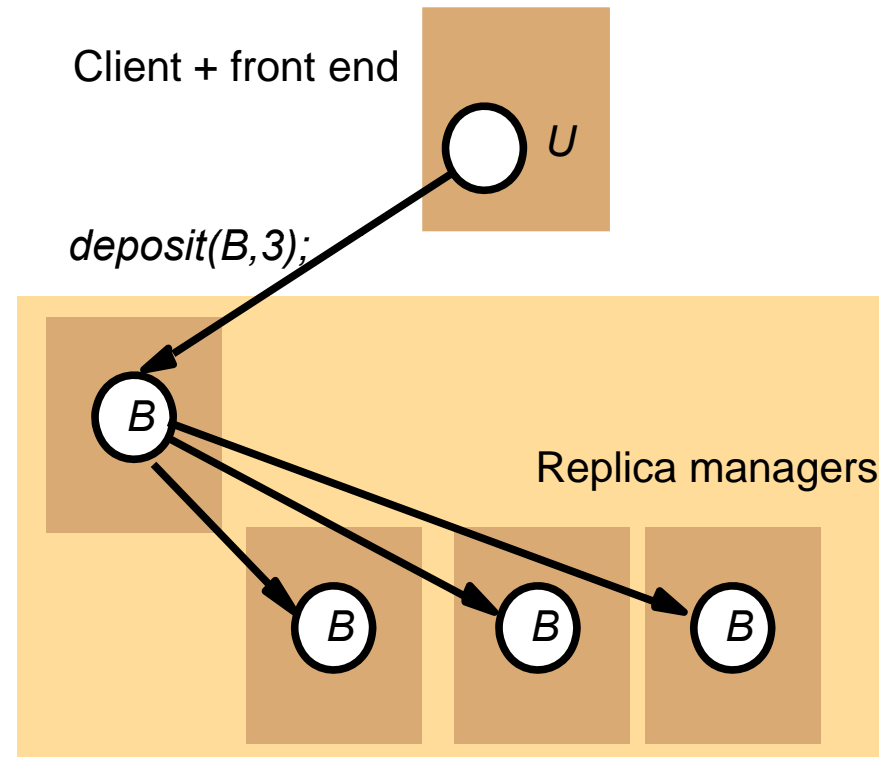 Client + front end
U
deposit(B,3);
B
Replica managers
B
B
B